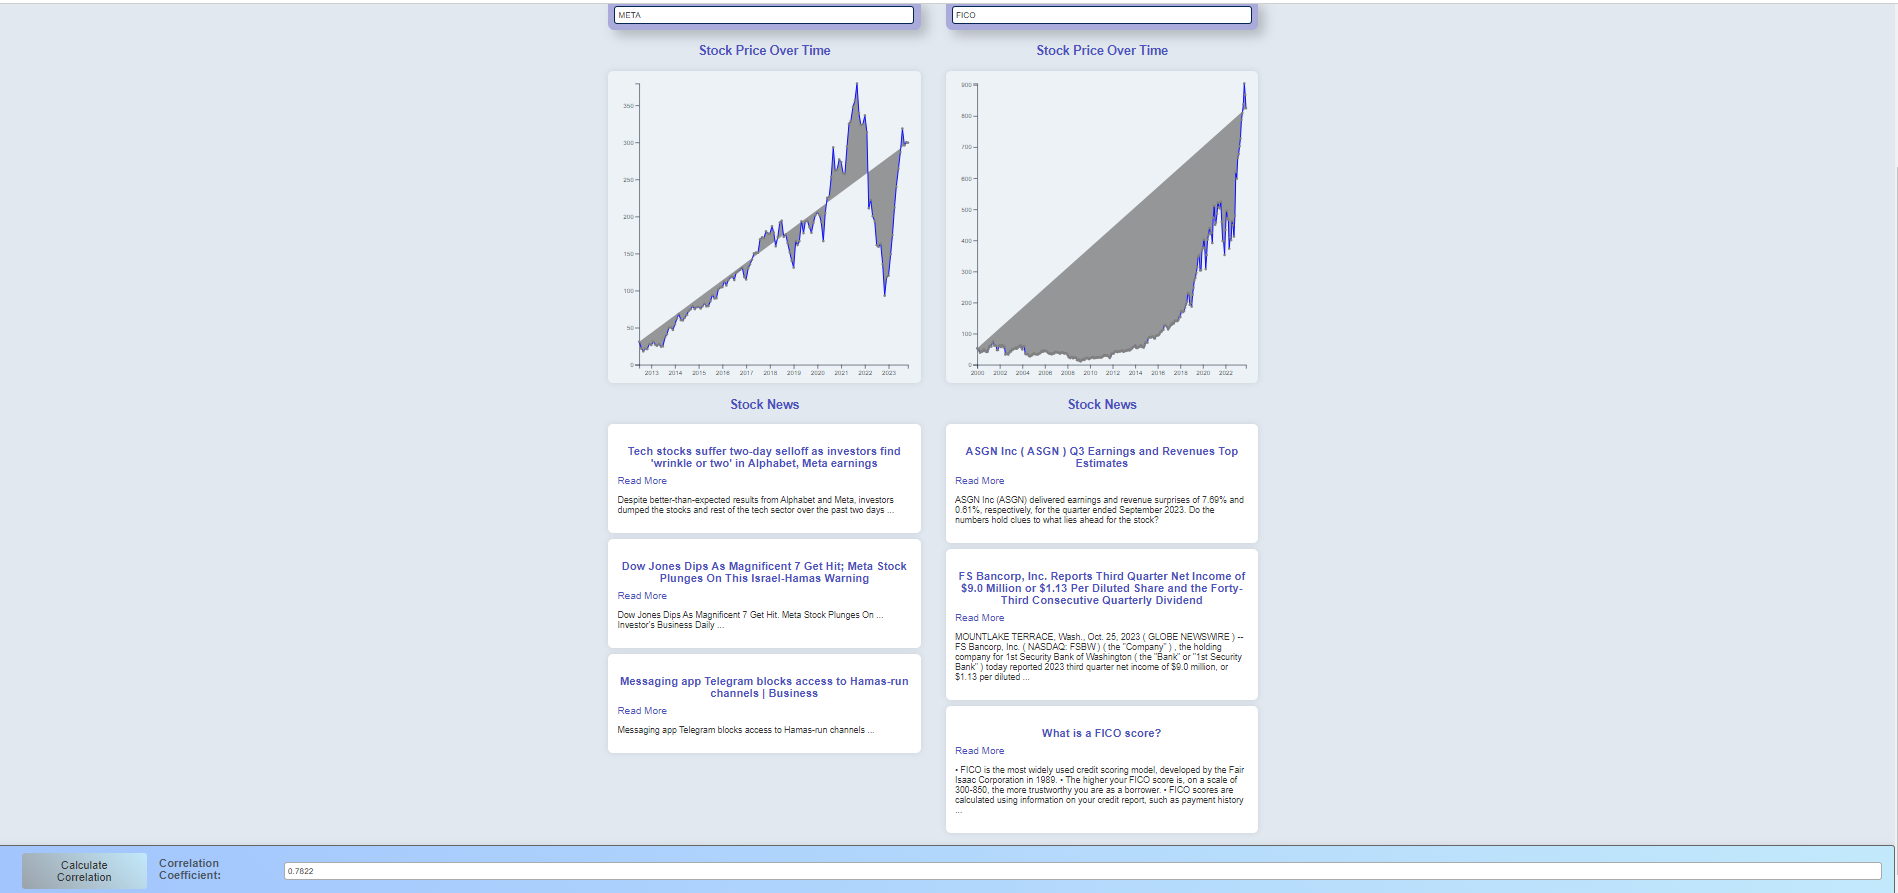 META
FICO
Stock Price Over Time
Stock Price Over Time
350
300
250
200
150
100
50
0
2013 2014 2015 2016 2017 2018 2019 2020 2021 2022 2023
900
800
700
600
500
400
300
200
100
0
2000 2002 2004 2006 2008 2010 2012 2014 2016 2018 2020 2022
Stock News
Tech stocks suffer two-day selloff as investors find
'wrinkle or two' in Alphabet, Meta earnings
Read More
Despite better-than-expected results from Alphabet and Meta, investors
dumped the stocks and rest of the tech sector over the past two days ...
Dow Jones Dips As Magnificent 7 Get Hit; Meta Stock
Plunges On This Israel-Hamas Warning
Read More
Dow Jones Dips As Magnificent 7 Get Hit. Meta Stock Plunges On ...
Investor's Business Daily ...
Messaging app Telegram blocks access to Hamas-run
channels | Business
Read More
Messaging app Telegram blocks access to Hamas-run channels ...
Stock News
ASGN Inc ( ASGN ) Q3 Earnings and Revenues Top
Estimates
Read More
ASGN Inc (ASGN) delivered earnings and revenue surprises of 7.69% and
0.61%, respectively, for the quarter ended September 2023. Do the
numbers hold clues to what lies ahead for the stock?
FS Bancorp, Inc. Reports Third Quarter Net Income of
$9.0 Million or $1.13 Per Diluted Share and the Forty-
Third Consecutive Quarterly Dividend
Read More
MOUNTLAKE TERRACE, Wash., Oct. 25, 2023 ( GLOBE NEWSWIRE ) --
FS Bancorp, Inc. ( NASDAQ: FSBW ) ( the "Company" ) , the holding
company for 1st Security Bank of Washington ( the "Bank" or "1st Security
Bank" ) today reported 2023 third quarter net income of $9.0 million, or
$1.13 per diluted ...
What is a FICO score?
Read More
• FICO is the most widely used credit scoring model, developed by the Fair
Isaac Corporation in 1989. • The higher your FICO score is, on a scale of
300-850, the more trustworthy you are as a borrower. • FICO scores are
calculated using information on your credit report, such as payment history
...
Calculate
Correlation
Correlation
Coefficient:
0.7822